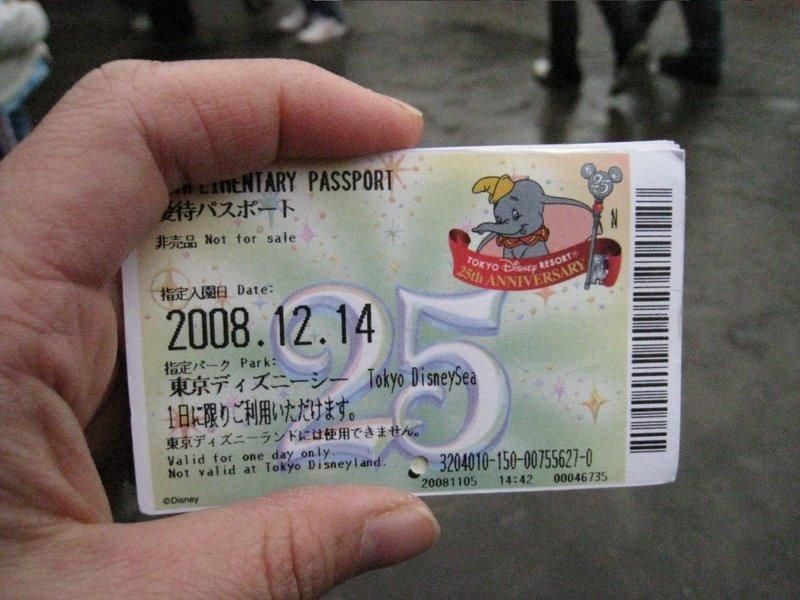 PASSPORT
待パスポート
非売品 Not for sale
25
N
TOKYO Disney RESORT®
25th ANNIVERSARY
指定入園日 Date:
2008.12.14
指定パーク Park:
東京ディズニーシー Tokyo DisneySea
1日に限りご利用いただけます。
東京ディズニーランドには使用できません。
Valid for one day only.
Not valid at Tokyo Disneyland.
25
3204010-150-00755627-0
20081105 14:42 00046735
©Disney